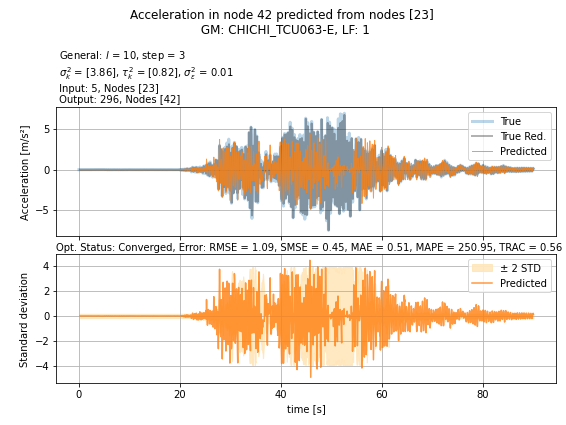 Acceleration in node 42 predicted from nodes [23]
GM: CHICHI_TCU063-E, LF: 1
General: l = 10, step = 3
σ²ₖ = [3.86], τ²ₖ = [0.82], σ²ε = 0.01
Input: 5, Nodes [23]
Output: 296, Nodes [42]
Acceleration [m/s²]
5
0
−5
True
True Red.
Predicted
Opt. Status: Converged, Error: RMSE = 1.09, SMSE = 0.45, MAE = 0.51, MAPE = 250.95, TRAC = 0.56
Standard deviation
4
2
0
−2
−4
± 2 STD
Predicted
0 20 40 60 80
time [s]